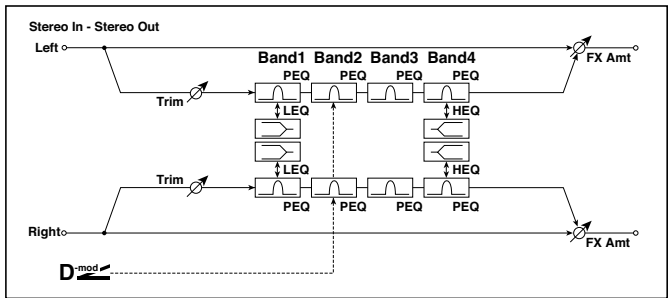 Stereo In - Stereo Out
Left
Band1 Band2 Band3 Band4
PEQ PEQ PEQ PEQ
FX Amt
Trim
LEQ HEQ
LEQ HEQ
Trim
PEQ PEQ PEQ PEQ
Right
FX Amt
D-mod